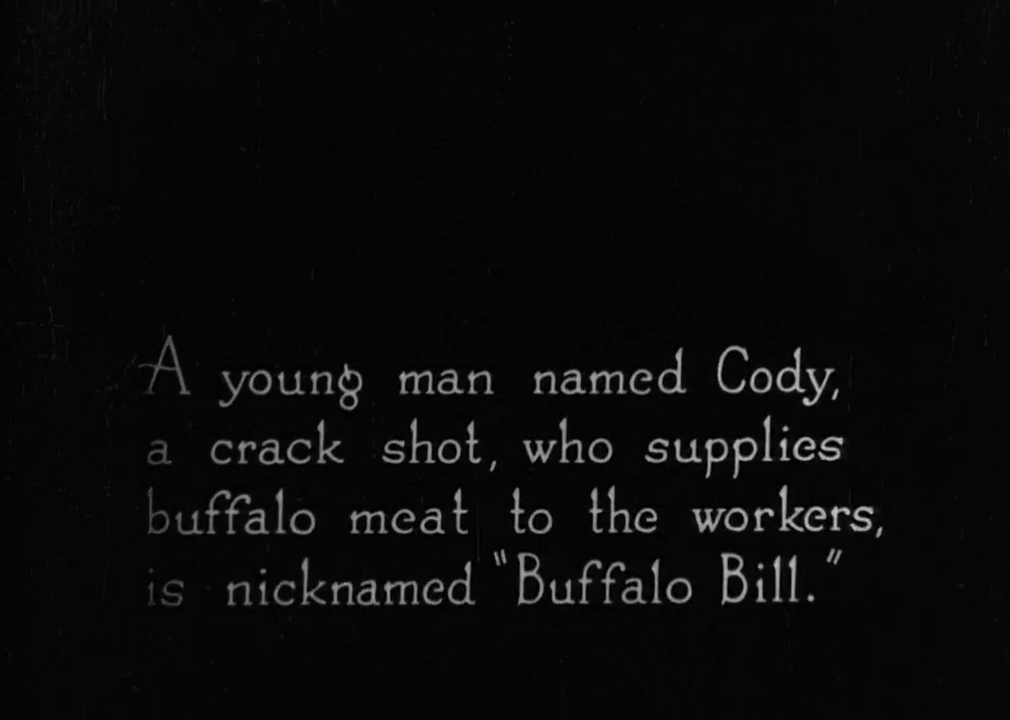 A young man named Cody,
a crack shot, who supplies
buffalo meat to the workers,
is nicknamed "Buffalo Bill."